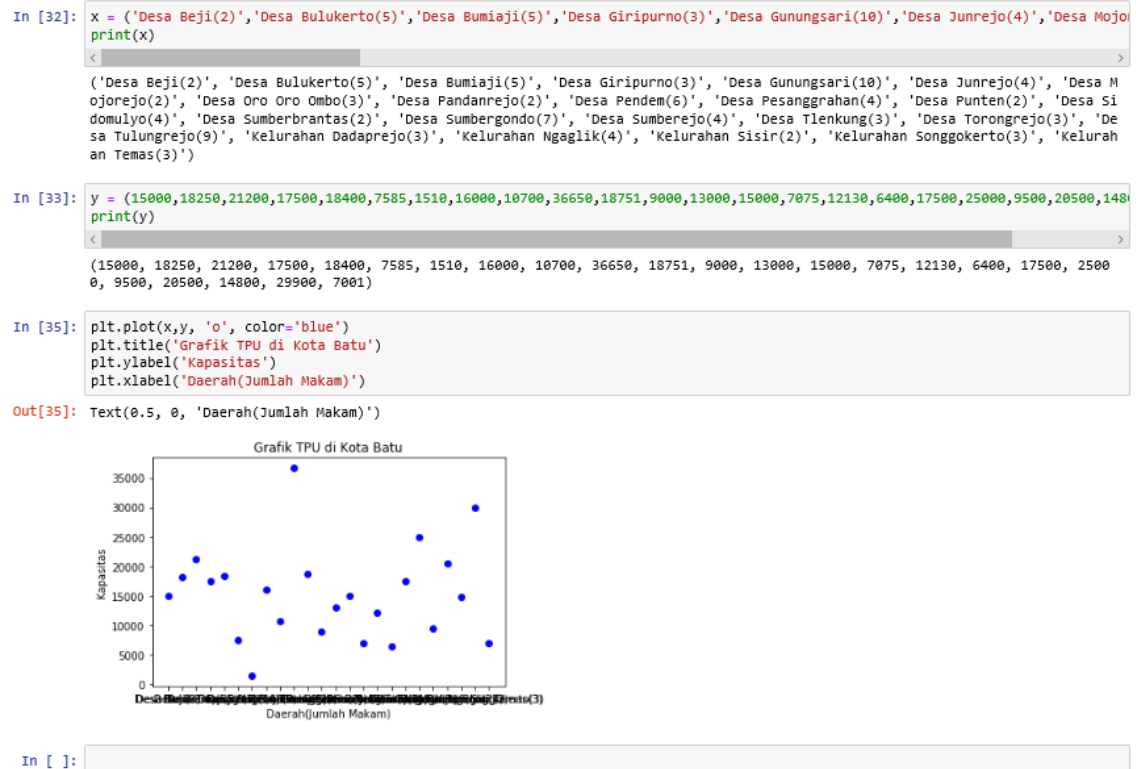 In [32]: x = ('Desa Beji(2)','Desa Bulukerto(5)','Desa Bumiaji(5)','Desa Giripurno(3)','Desa Gunungsari(10)','Desa Junrejo(4)','Desa Mojo
print(x)
('Desa Beji(2)', 'Desa Bulukerto(5)', 'Desa Bumiaji(5)', 'Desa Giripurno(3)', 'Desa Gunungsari(10)', 'Desa Junrejo(4)', 'Desa M
ojorejo(2)', 'Desa Oro Oro Ombo(3)', 'Desa Pandanrejo(2)', 'Desa Pendem(6)', 'Desa Pesanggrahan(4)', 'Desa Punten(2)', 'Desa Si
domulyo(4)', 'Desa Sumberbrantas(2)', 'Desa Sumbergondo(7)', 'Desa Sumberejo(4)', 'Desa Tlenkung(3)', 'Desa Torongrejo(3)', 'De
sa Tulungrejo(9)', 'Kelurahan Dadaprejo(3)', 'Kelurahan Ngaglik(4)', 'Kelurahan Sisir(2)', 'Kelurahan Songgokerto(3)', 'Kelurah
an Temas(3)')
In [33]: y = (15000,18250,21200,17500,18400,7585,1510,16000,10700,36650,18751,9000,13000,15000,7075,12130,6400,17500,25000,9500,20500,148
print(y)
(15000, 18250, 21200, 17500, 18400, 7585, 1510, 16000, 10700, 36650, 18751, 9000, 13000, 15000, 7075, 12130, 6400, 17500, 2500
0, 9500, 20500, 14800, 29900, 7001)
In [35]: plt.plot(x,y, 'o', color='blue')
plt.title('Grafik TPU di Kota Batu')
plt.ylabel('Kapasitas')
plt.xlabel('Daerah(Jumlah Makam)')
Out[35]: Text(0.5, 0, 'Daerah(Jumlah Makam)')
Grafik TPU di Kota Batu
35000
30000
25000
20000
15000
10000
5000
0
Kapasitas
Daerah(Jumlah Makam)
In [ ]: